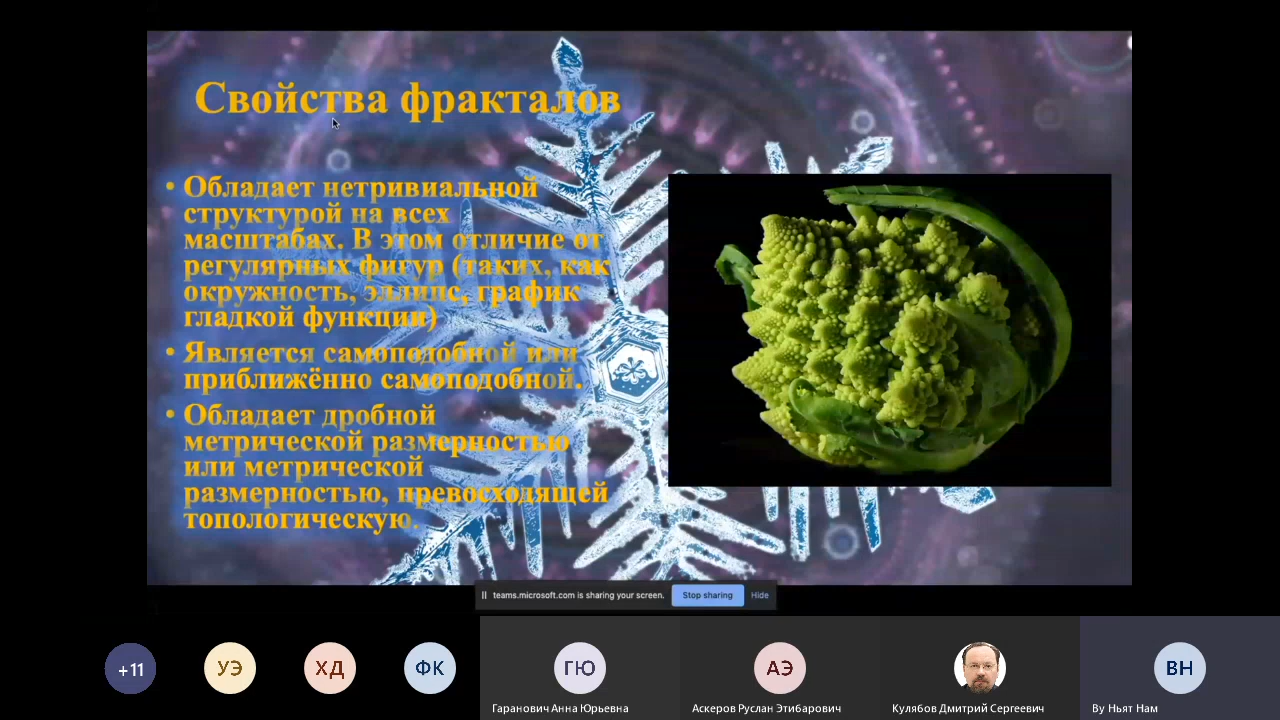 Свойства фракталов
• Обладает нетривиальной
структурой на всех
масштабах. В этом отличие от
регулярных фигур (таких, как
окружность, эллипс, график
гладкой функции)
• Является самоподобной или
приближённо самоподобной.
• Обладает дробной
метрической размерностью
или метрической
размерностью, превосходящей
топологическую.
teams.microsoft.com is sharing your screen. Stop sharing Hide
+11 УЭ ХД ФК ГЮ АЭ ВН
Гаранович Анна Юрьевна Аскеров Руслан Этибарович Кулябов Дмитрий Сергеевич Ву Ньят Нам